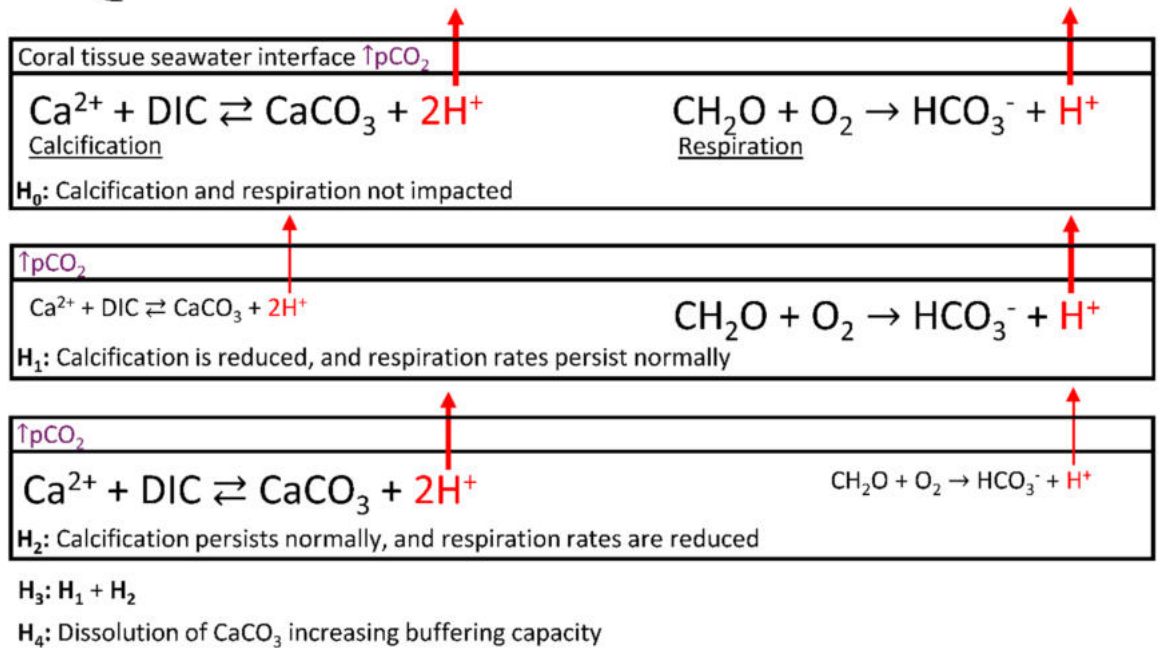 Coral tissue seawater interface ↑pCO₂
Ca²⁺ + DIC ⇄ CaCO₃ + 2H⁺ CH₂O + O₂ → HCO₃⁻ + H⁺
Calcification Respiration
H₀: Calcification and respiration not impacted
↑pCO₂
Ca²⁺ + DIC ⇄ CaCO₃ + 2H⁺ CH₂O + O₂ → HCO₃⁻ + H⁺
H₁: Calcification is reduced, and respiration rates persist normally
↑pCO₂
Ca²⁺ + DIC ⇄ CaCO₃ + 2H⁺ CH₂O + O₂ → HCO₃⁻ + H⁺
H₂: Calcification persists normally, and respiration rates are reduced
H₃: H₁ + H₂
H₄: Dissolution of CaCO₃ increasing buffering capacity